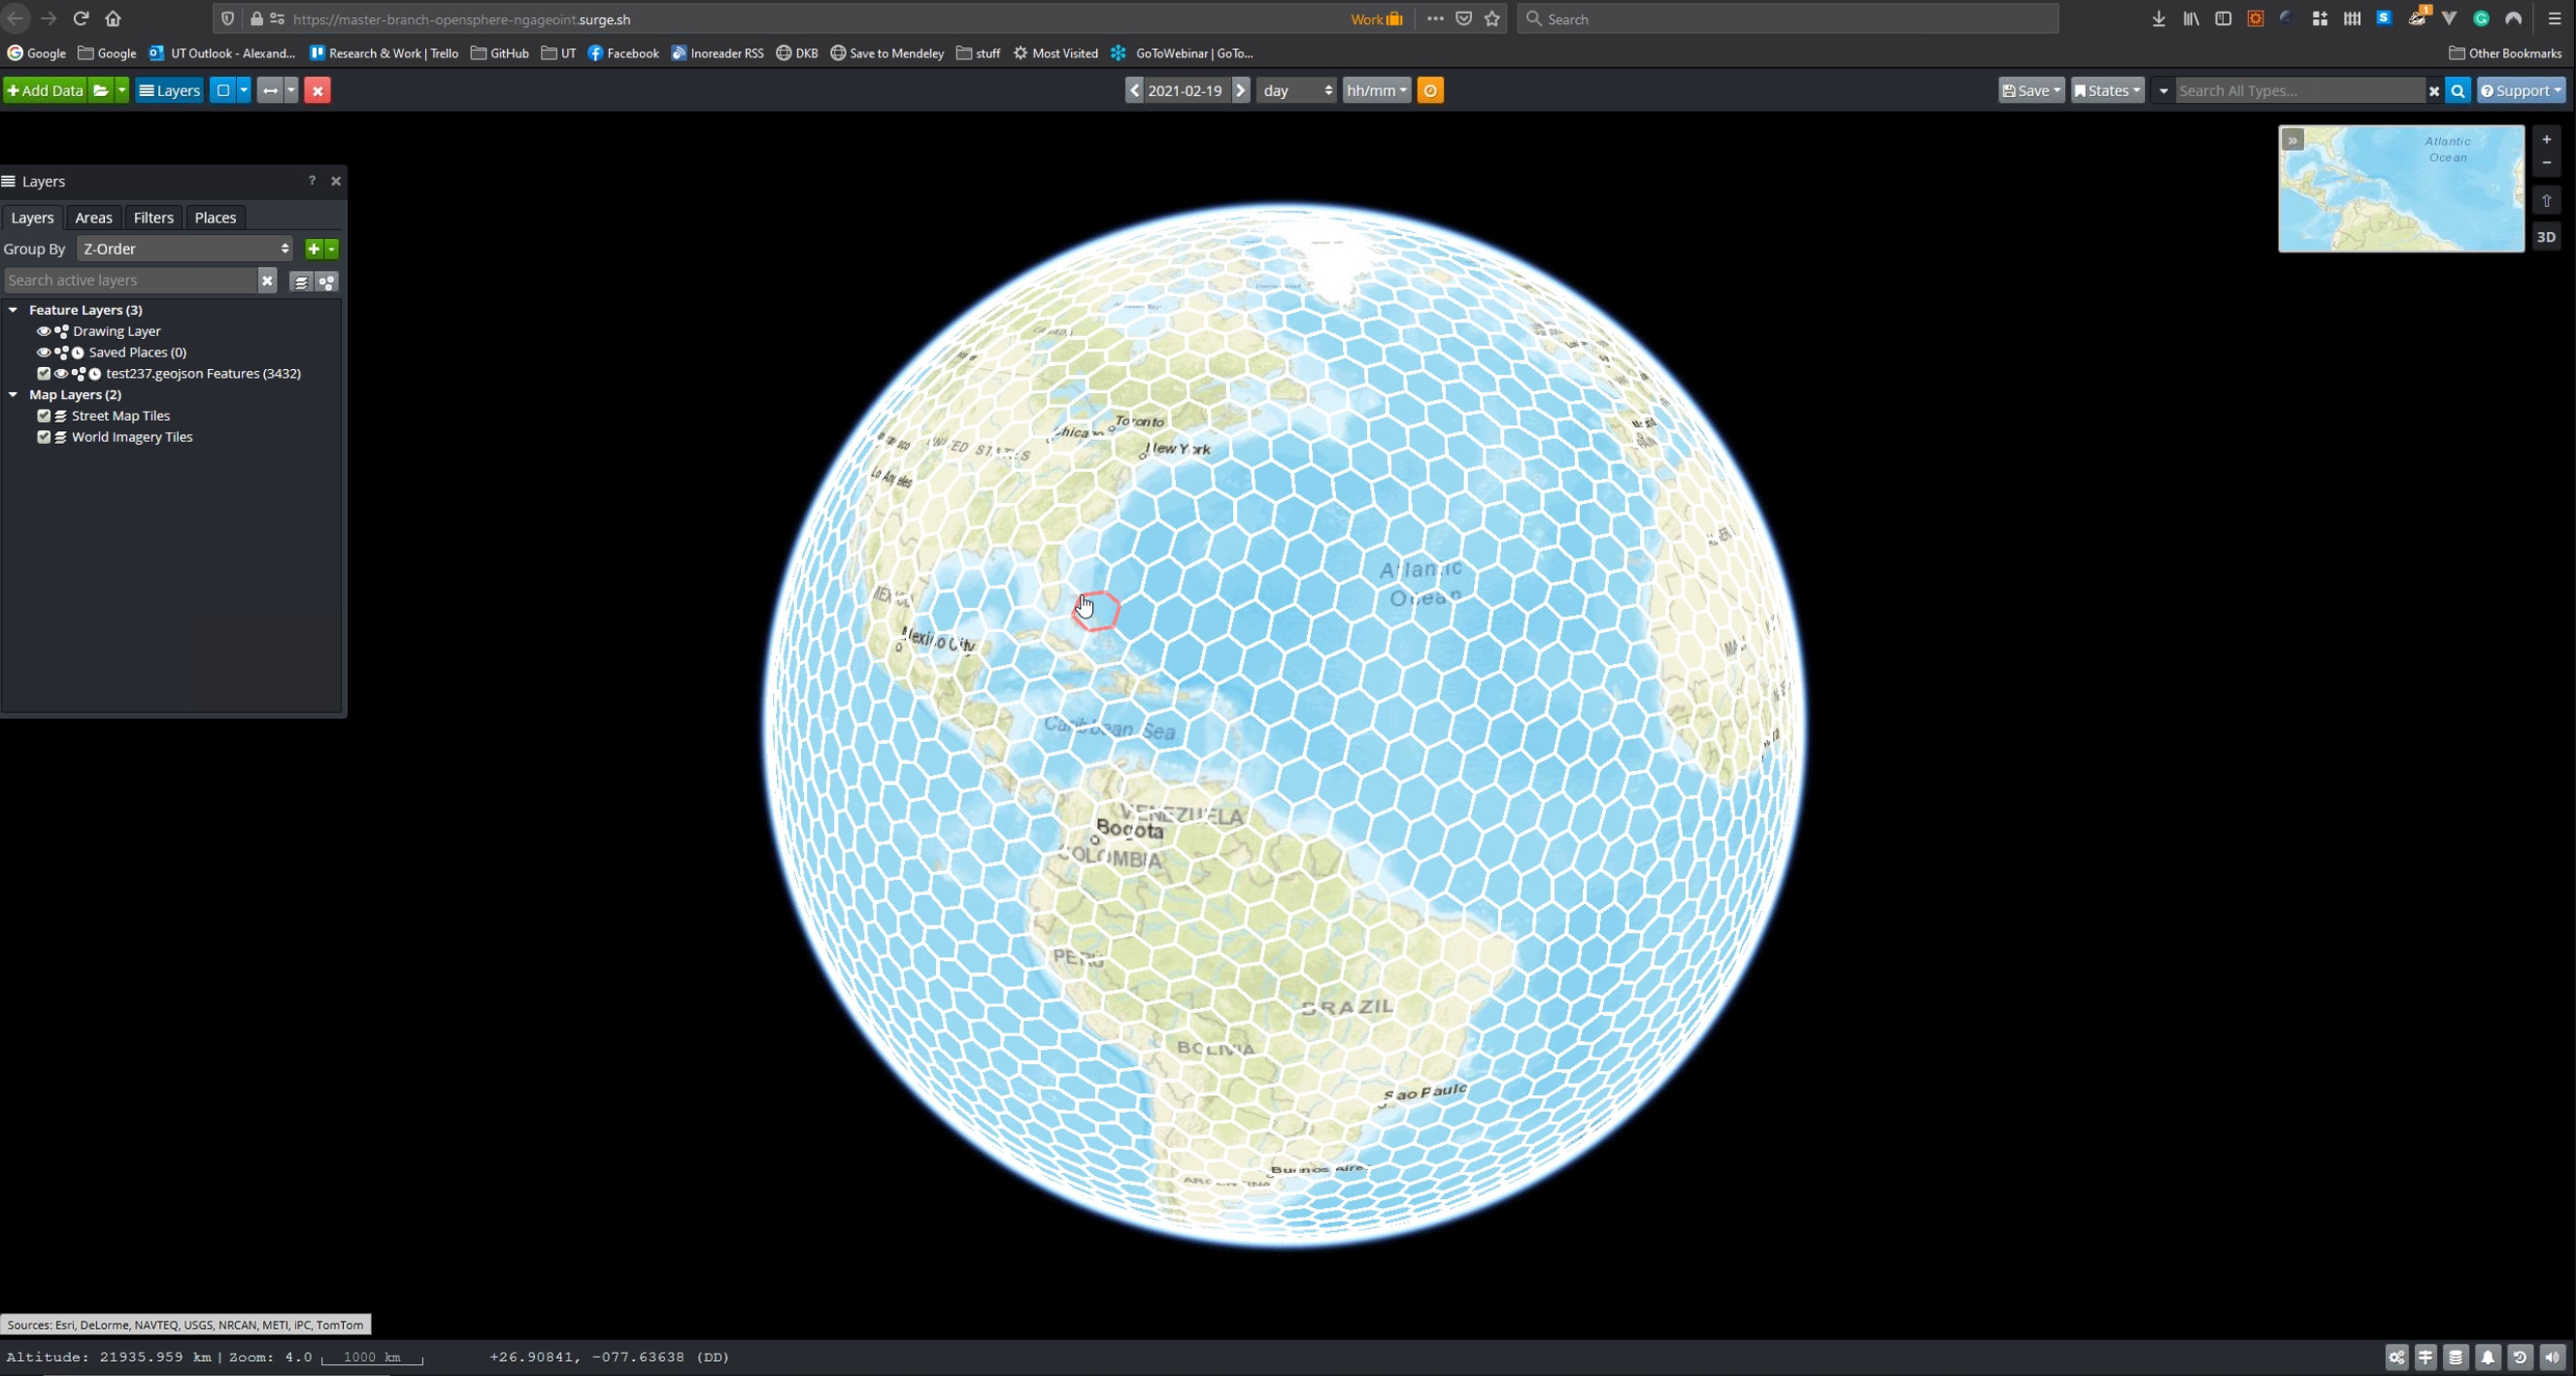 https://master-branch-opensphere-ngageoint.surge.sh Work Search
Google Google UT Outlook - Alexand... Research & Work | Trello GitHub UT Facebook Inoreader RSS DKB Save to Mendeley stuff Most Visited GoToWebinar | GoTo... Other Bookmarks
Add Data Layers 2021-02-19 day hh/mm Save States Search All Types... Support
Atlantic
Ocean
3D
Layers ?
Layers Areas Filters Places
Group By Z-Order
Search active layers
Feature Layers (3)
Drawing Layer
Saved Places (0)
test237.geojson Features (3432)
Map Layers (2)
Street Map Tiles
World Imagery Tiles
Toronto
New York
UNITED STATES
Los Angeles
Atlantic
Ocean
Mexico City
Caribbean Sea
VENEZUELA
Bogota
COLOMBIA
PERU
BRAZIL
BOLIVIA
Sao Paulo
Buenos Aires
Sources: Esri, DeLorme, NAVTEQ, USGS, NRCAN, METI, iPC, TomTom
Altitude: 21935.959 km | Zoom: 4.0 1000 km +26.90841, -077.63638 (DD)